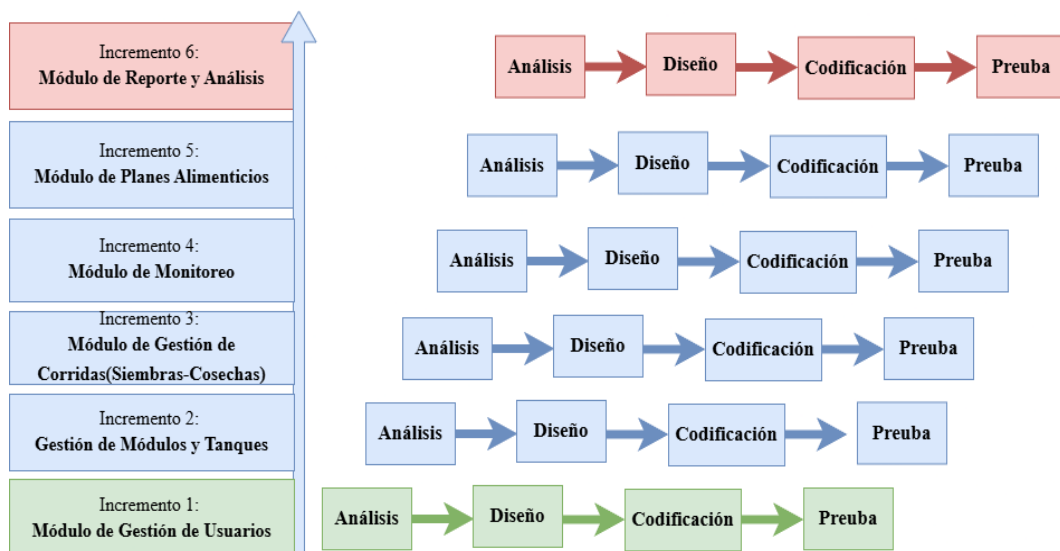 Incremento 6:
Módulo de Reporte y Análisis
Análisis
Diseño
Codificación
Preuba
Incremento 5:
Módulo de Planes Alimenticios
Análisis
Diseño
Codificación
Preuba
Incremento 4:
Módulo de Monitoreo
Análisis
Diseño
Codificación
Preuba
Incremento 3:
Módulo de Gestión de
Corridas(Siembras-Cosechas)
Análisis
Diseño
Codificación
Preuba
Incremento 2:
Gestión de Módulos y Tanques
Análisis
Diseño
Codificación
Preuba
Incremento 1:
Módulo de Gestión de Usuarios
Análisis
Diseño
Codificación
Preuba